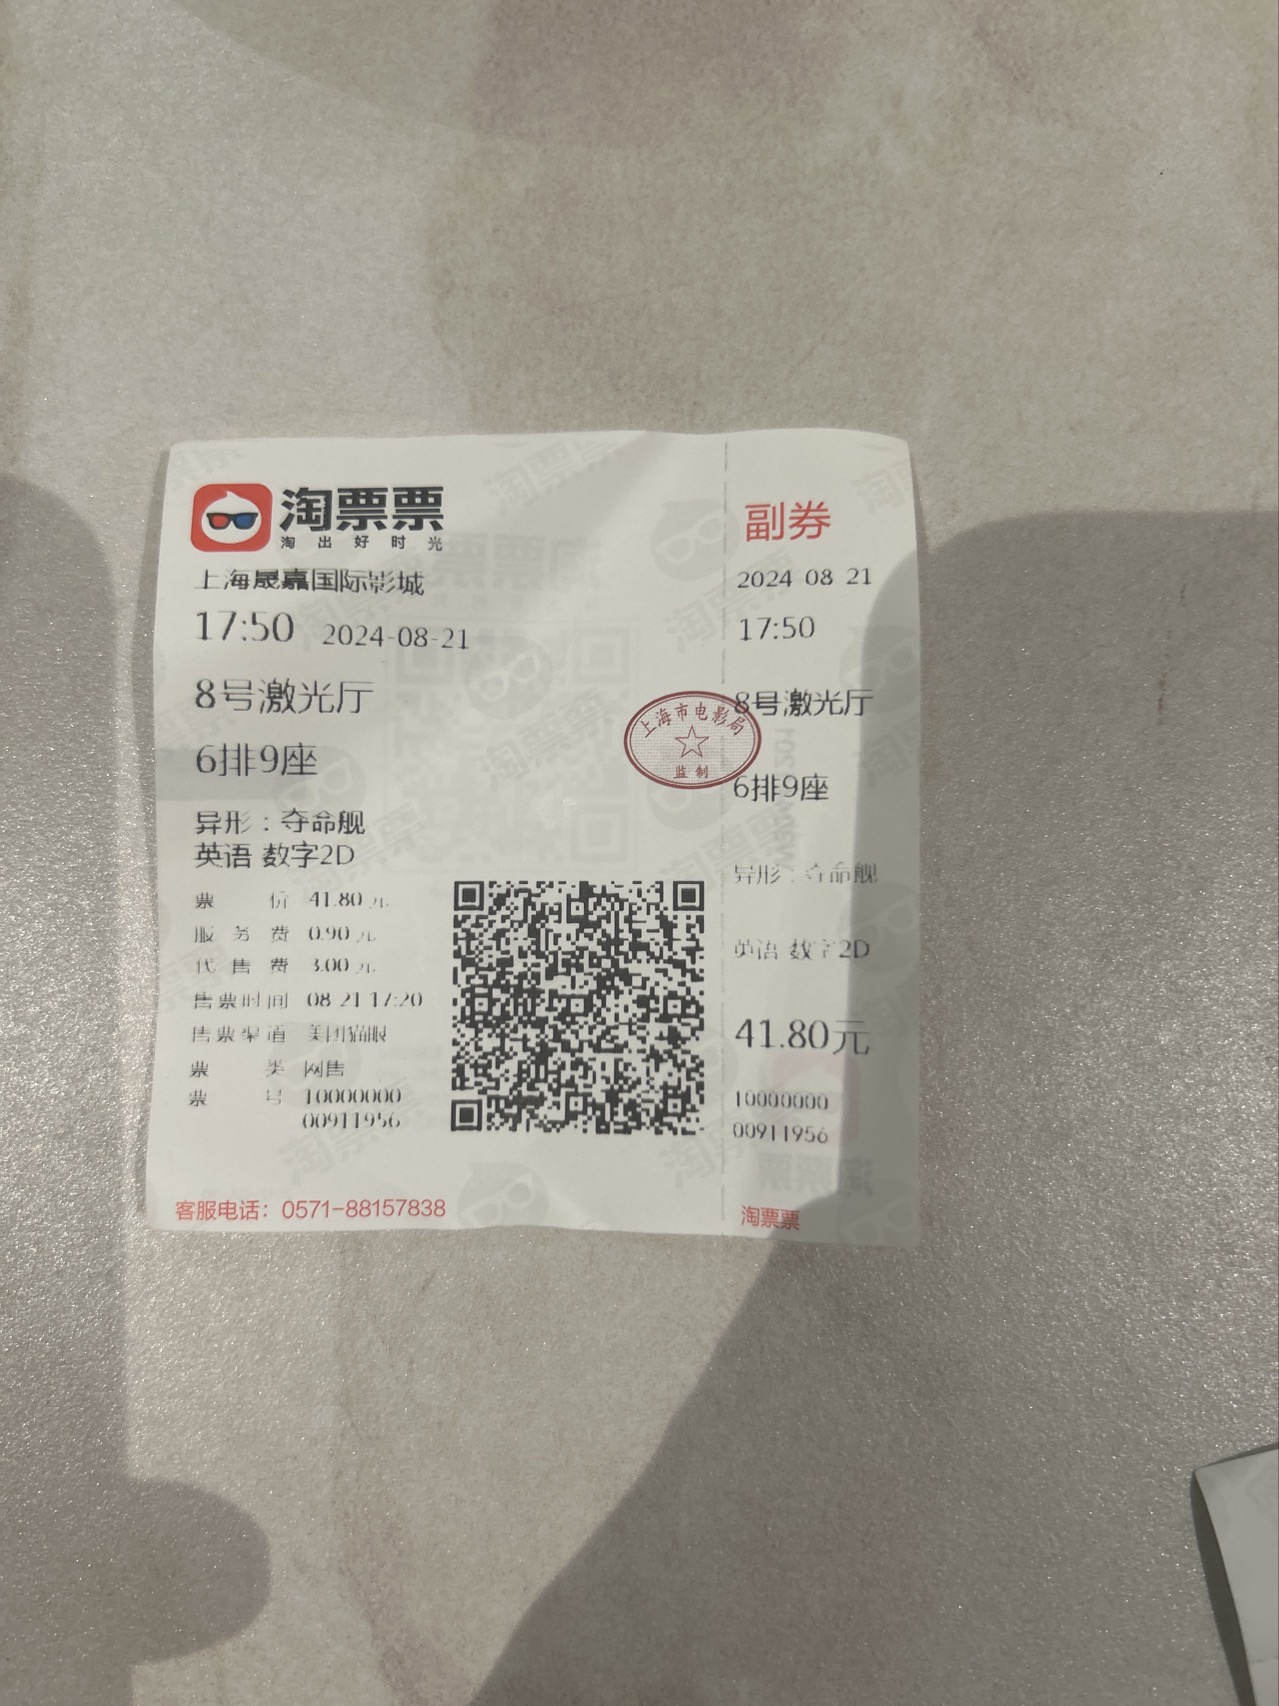 淘票票
淘出好时光
上海晟嘉国际影城
17:50 2024-08-21
8号激光厅
6排9座
异形：夺命舰
英语 数字2D
票价 41.80元
服务费 0.90元
代售费 3.00元
售票时间 08 21 17:20
售票渠道 美团猫眼
票类 网售
票号 10000000
00911956
客服电话：0571-88157838
上海市电影局
监制
副券
2024 08 21
17:50
8号激光厅
6排9座
异形：夺命舰
英语 数字2D
41.80元
10000000
00911956
淘票票